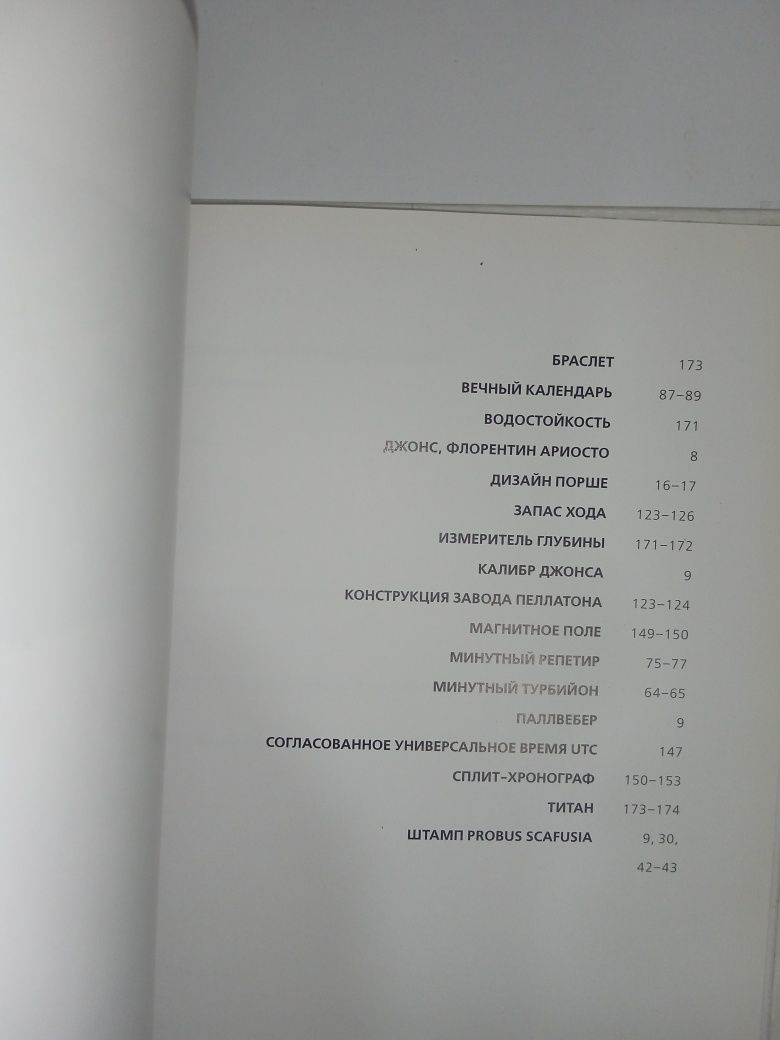 БРАСЛЕТ 173
ВЕЧНЫЙ КАЛЕНДАРЬ 87–89
ВОДОСТОЙКОСТЬ 171
ДЖОНС, ФЛОРЕНТИН АРИОСТО 8
ДИЗАЙН ПОРШЕ 16–17
ЗАПАС ХОДА 123–126
ИЗМЕРИТЕЛЬ ГЛУБИНЫ 171–172
КАЛИБР ДЖОНСА 9
КОНСТРУКЦИЯ ЗАВОДА ПЕЛЛАТОНА 123–124
МАГНИТНОЕ ПОЛЕ 149–150
МИНУТНЫЙ РЕПЕТИР 75–77
МИНУТНЫЙ ТУРБИЙОН 64–65
ПАЛЛВЕБЕР 9
СОГЛАСОВАННОЕ УНИВЕРСАЛЬНОЕ ВРЕМЯ UTC 147
СПЛИТ-ХРОНОГРАФ 150–153
ТИТАН 173–174
ШТАМП PROBUS SCAFUSIA 9, 30,
42–43